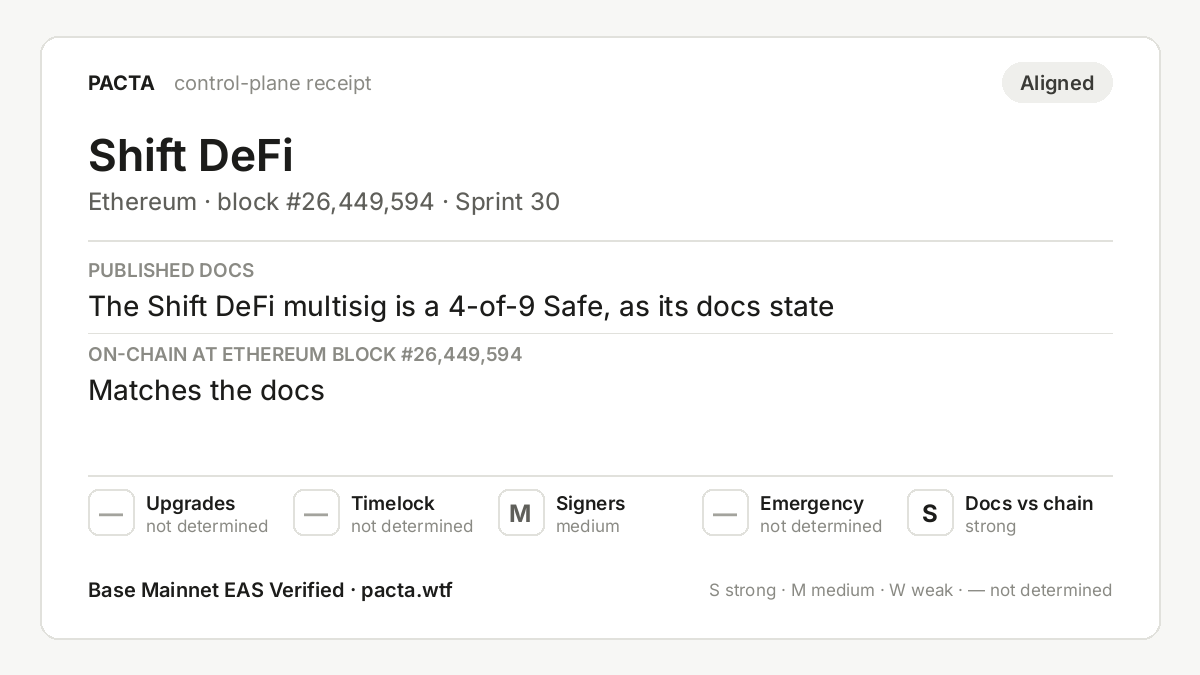 PACTA control-plane receipt Aligned
Shift DeFi
Ethereum · block #26,449,594 · Sprint 30
PUBLISHED DOCS
The Shift DeFi multisig is a 4-of-9 Safe, as its docs state
ON-CHAIN AT ETHEREUM BLOCK #26,449,594
Matches the docs
— Upgrades — Timelock M Signers — Emergency S Docs vs chain
not determined not determined medium not determined strong
Base Mainnet EAS Verified · pacta.wtf S strong · M medium · W weak · — not determined